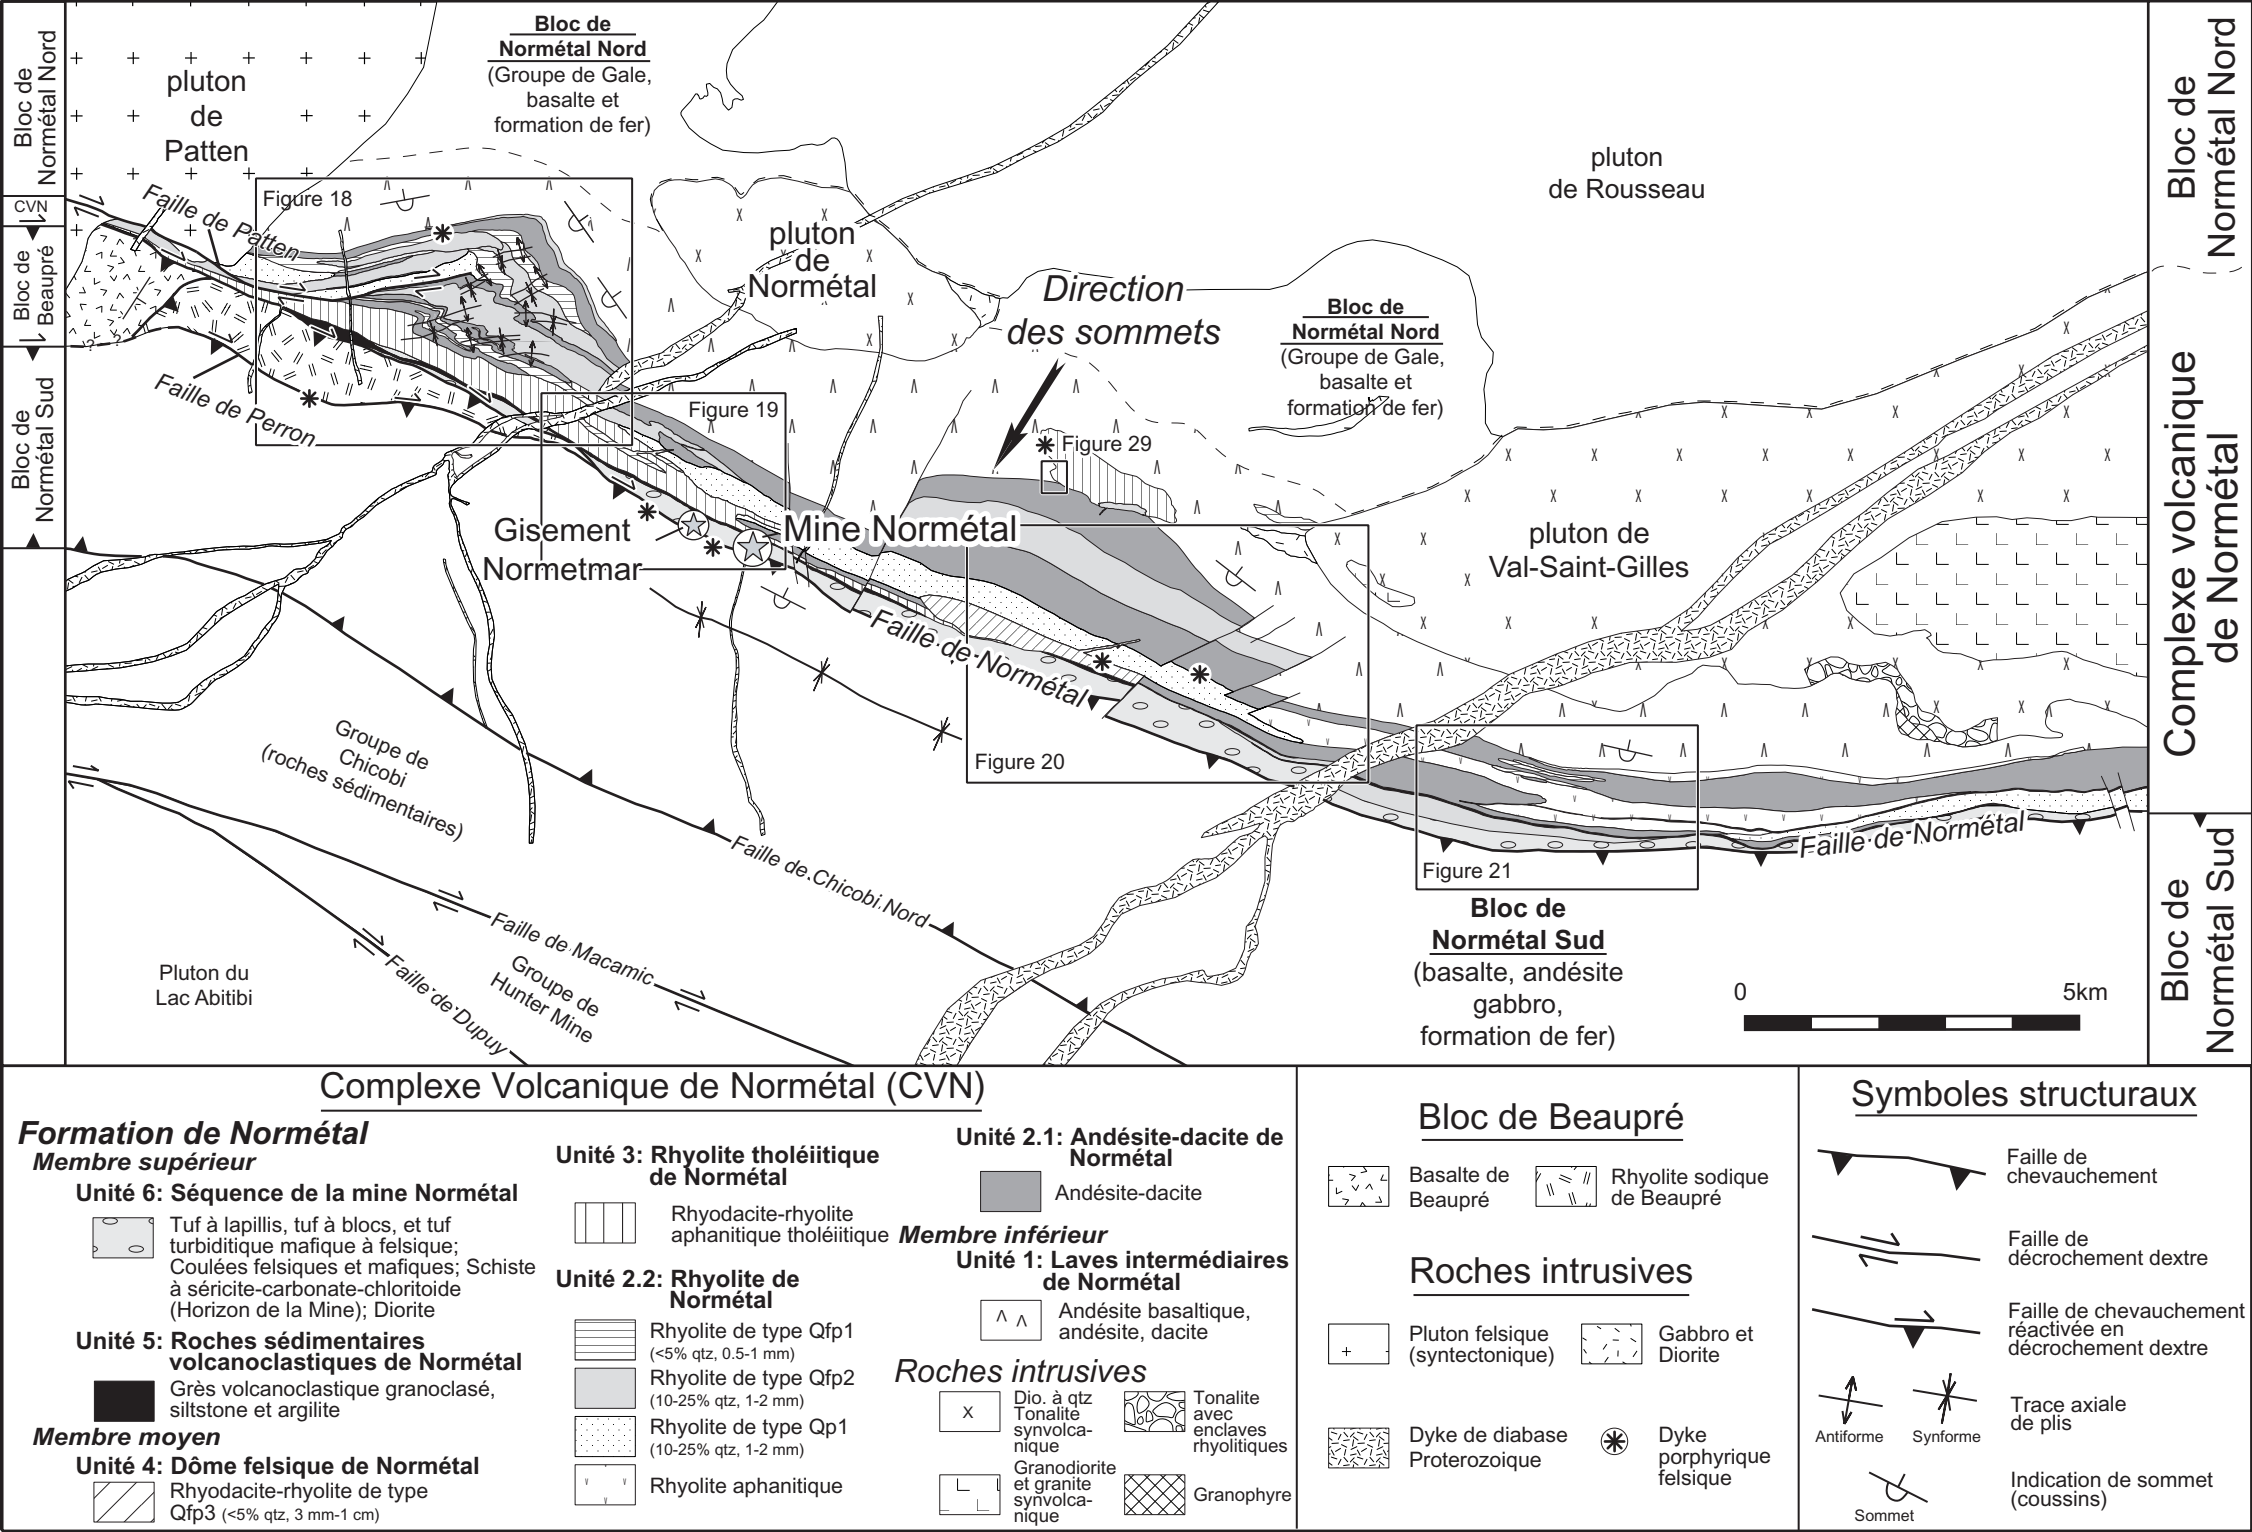 Bloc de
Normétal Nord
CVN
Bloc de
Beaupré
Bloc de
Normétal Sud
pluton
de
Patten
Bloc de
Normétal Nord
(Groupe de Gale,
basalte et
formation de fer)
Faille de Patten
Figure 18
pluton
de
Normétal
pluton
de Rousseau
Direction
des sommets
Bloc de
Normétal Nord
(Groupe de Gale,
basalte et
formation de fer)
? ?
Faille de Perron
Figure 19
Figure 29
Gisement
Normetmar
Mine Normétal
pluton de
Val-Saint-Gilles
Faille de Normétal
Figure 20
Groupe de
Chicobi
(roches sédimentaires)
Faille de Chicobi Nord
Figure 21
Faille de Normétal
Faille de Macamic
Faille de Dupuy
Groupe de
Hunter Mine
Pluton du
Lac Abitibi
Bloc de
Normétal Sud
(basalte, andésite
gabbro,
formation de fer)
0 5km
Bloc de
Normétal Nord
Complexe volcanique
de Normétal
Bloc de
Normétal Sud
Complexe Volcanique de Normétal (CVN)
Formation de Normétal
Membre supérieur
Unité 6: Séquence de la mine Normétal
Tuf à lapillis, tuf à blocs, et tuf
turbiditique mafique à felsique;
Coulées felsiques et mafiques; Schiste
à séricite-carbonate-chloritoide
(Horizon de la Mine); Diorite
Unité 5: Roches sédimentaires
volcanoclastiques de Normétal
Grès volcanoclastique granoclasé,
siltstone et argilite
Membre moyen
Unité 4: Dôme felsique de Normétal
Rhyodacite-rhyolite de type
Qfp3 (<5% qtz, 3 mm-1 cm)
Unité 3: Rhyolite tholéiitique
de Normétal
Rhyodacite-rhyolite
aphanitique tholéiitique
Unité 2.2: Rhyolite de
Normétal
Rhyolite de type Qfp1
(<5% qtz, 0.5-1 mm)
Rhyolite de type Qfp2
(10-25% qtz, 1-2 mm)
Rhyolite de type Qp1
(10-25% qtz, 1-2 mm)
Rhyolite aphanitique
Unité 2.1: Andésite-dacite de
Normétal
Andésite-dacite
Membre inférieur
Unité 1: Laves intermédiaires
de Normétal
Andésite basaltique,
andésite, dacite
Roches intrusives
Dio. à qtz
Tonalite
synvolca-
nique
Tonalite
avec
enclaves
rhyolitiques
Granodiorite
et granite
synvolca-
nique
Granophyre
Bloc de Beaupré
Basalte de
Beaupré
Rhyolite sodique
de Beaupré
Roches intrusives
Pluton felsique
(syntectonique)
Gabbro et
Diorite
Dyke de diabase
Proterozoique
Dyke
porphyrique
felsique
Symboles structuraux
Faille de
chevauchement
Faille de
décrochement dextre
Faille de chevauchement
réactivée en
décrochement dextre
Antiforme Synforme
Trace axiale
de plis
Sommet
Indication de sommet
(coussins)